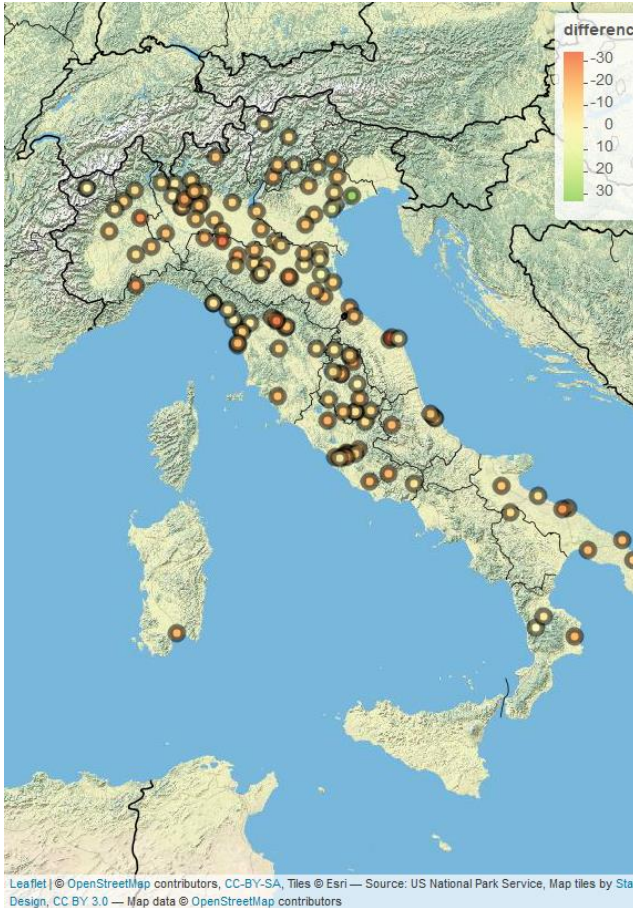 differenc
-30
-20
-10
0
10
20
30
Leaflet | © OpenStreetMap contributors, CC-BY-SA, Tiles © Esri — Source: US National Park Service, Map tiles by Sta
Design, CC BY 3.0 — Map data © OpenStreetMap contributors